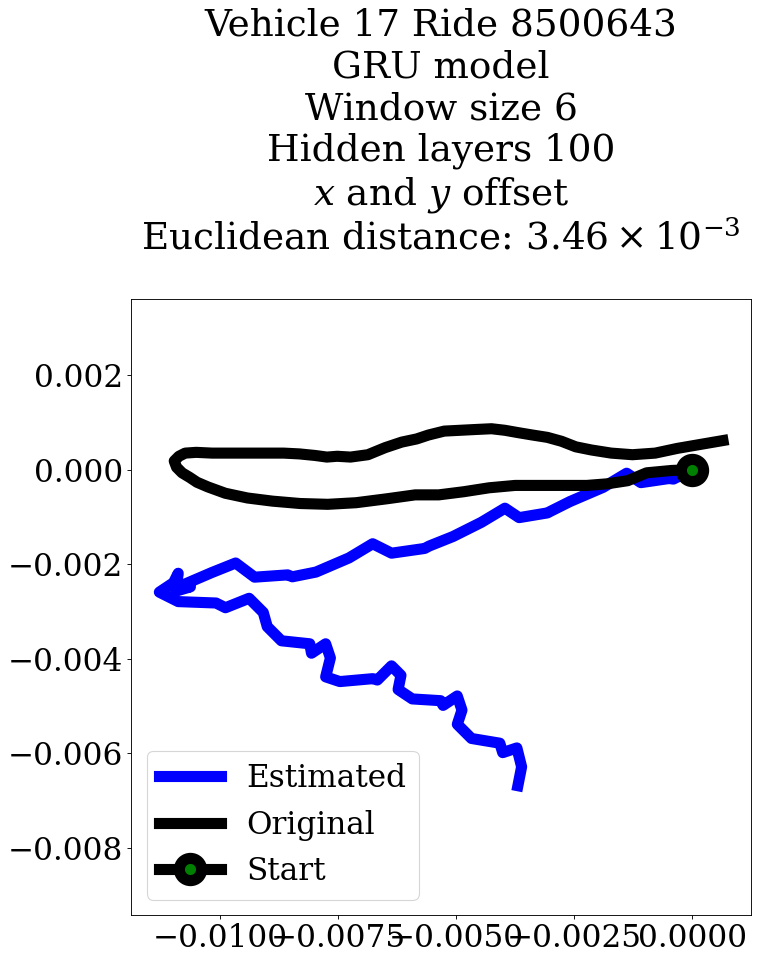 Vehicle 17 Ride 8500643
GRU model
Window size 6
Hidden layers 100
x and y offset
Euclidean distance: 3.46 × 10⁻³
0.002
0.000
−0.002
−0.004
−0.006
−0.008
Estimated
Original
Start
−0.0100 −0.0075 −0.0050 −0.0025 0.0000